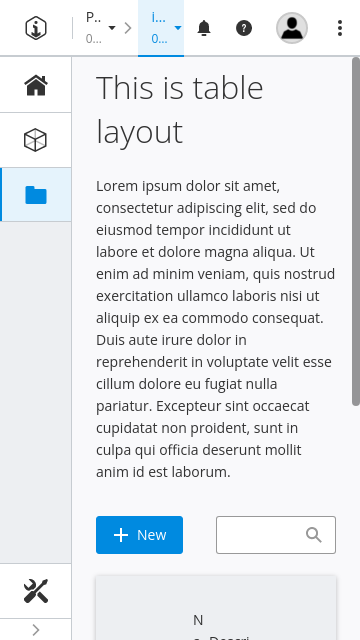 P..
0...
i...
0...
This is table
layout
Lorem ipsum dolor sit amet,
consectetur adipiscing elit, sed do
eiusmod tempor incididunt ut
labore et dolore magna aliqua. Ut
enim ad minim veniam, quis nostrud
exercitation ullamco laboris nisi ut
aliquip ex ea commodo consequat.
Duis aute irure dolor in
reprehenderit in voluptate velit esse
cillum dolore eu fugiat nulla
pariatur. Excepteur sint occaecat
cupidatat non proident, sunt in
culpa qui officia deserunt mollit
anim id est laborum.
New
N